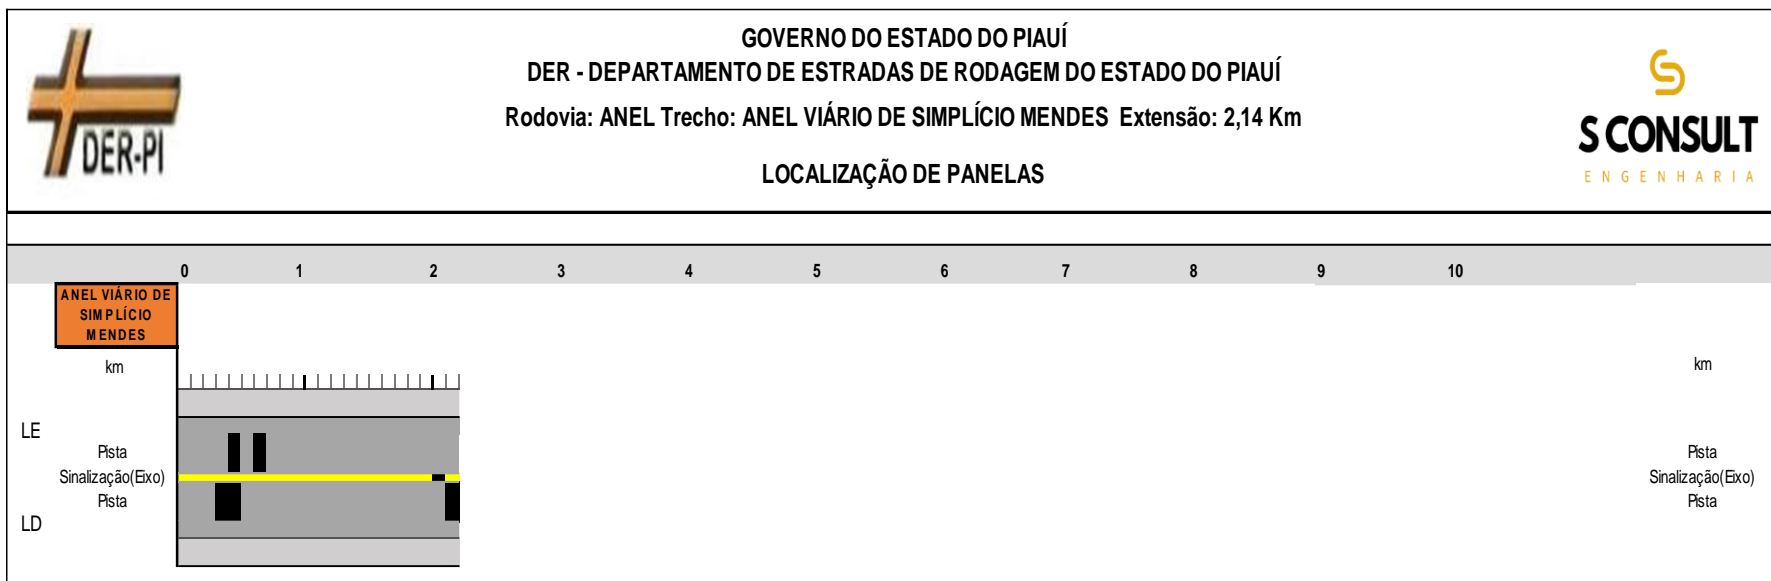 GOVERNO DO ESTADO DO PIAUÍ
DER - DEPARTAMENTO DE ESTRADAS DE RODAGEM DO ESTADO DO PIAUÍ
Rodovia: ANEL Trecho: ANEL VIÁRIO DE SIMPLÍCIO MENDES Extensão: 2,14 Km
LOCALIZAÇÃO DE PANELAS
DER-PI
S CONSULT
ENGENHARIA
0 1 2 3 4 5 6 7 8 9 10
ANEL VIÁRIO DE
SIMPLÍCIO
MENDES
km km
LE
Pista Pista
Sinalização(Eixo) Sinalização(Eixo)
Pista Pista
LD